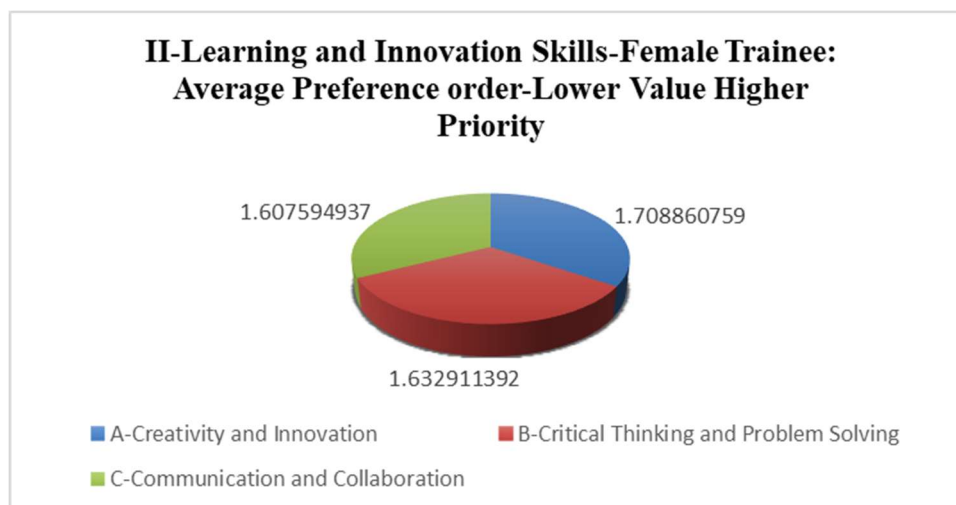 II-Learning and Innovation Skills-Female Trainee:
Average Preference order-Lower Value Higher
Priority
1.607594937
1.708860759
1.632911392
A-Creativity and Innovation
B-Critical Thinking and Problem Solving
C-Communication and Collaboration